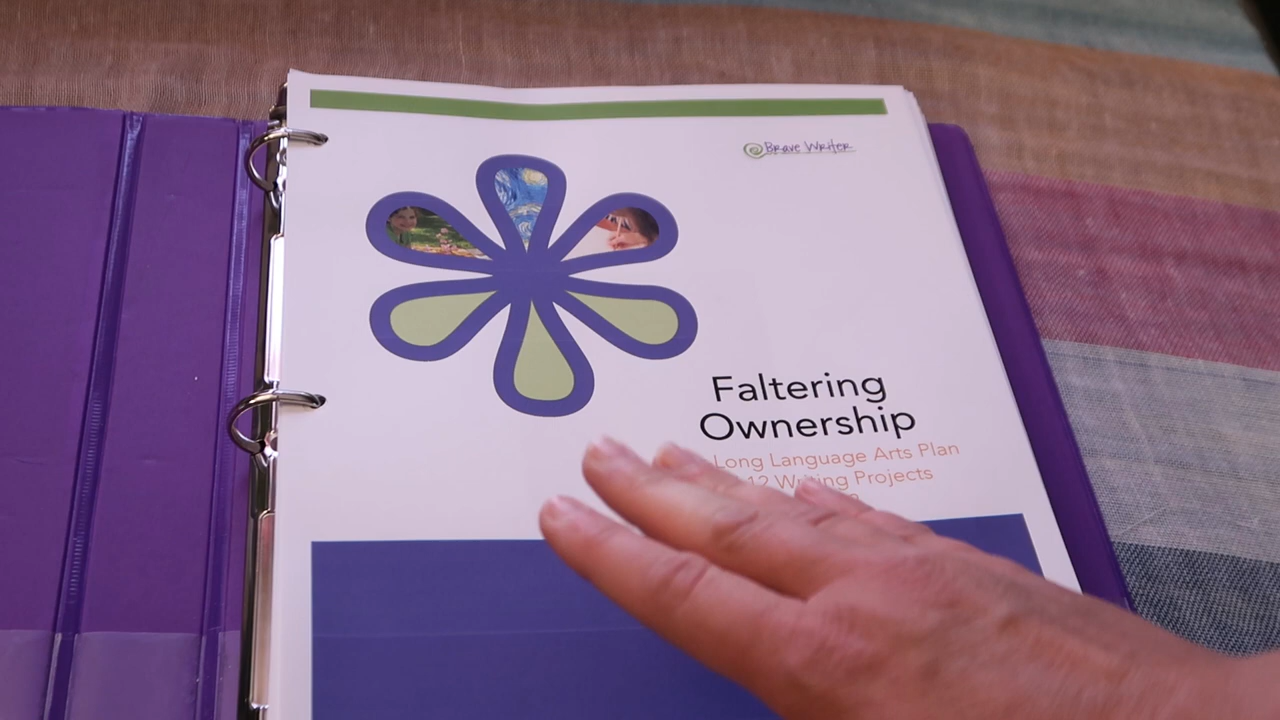 Brave Writer
Faltering
Ownership
Long Language Arts Plan
12 Writing Projects